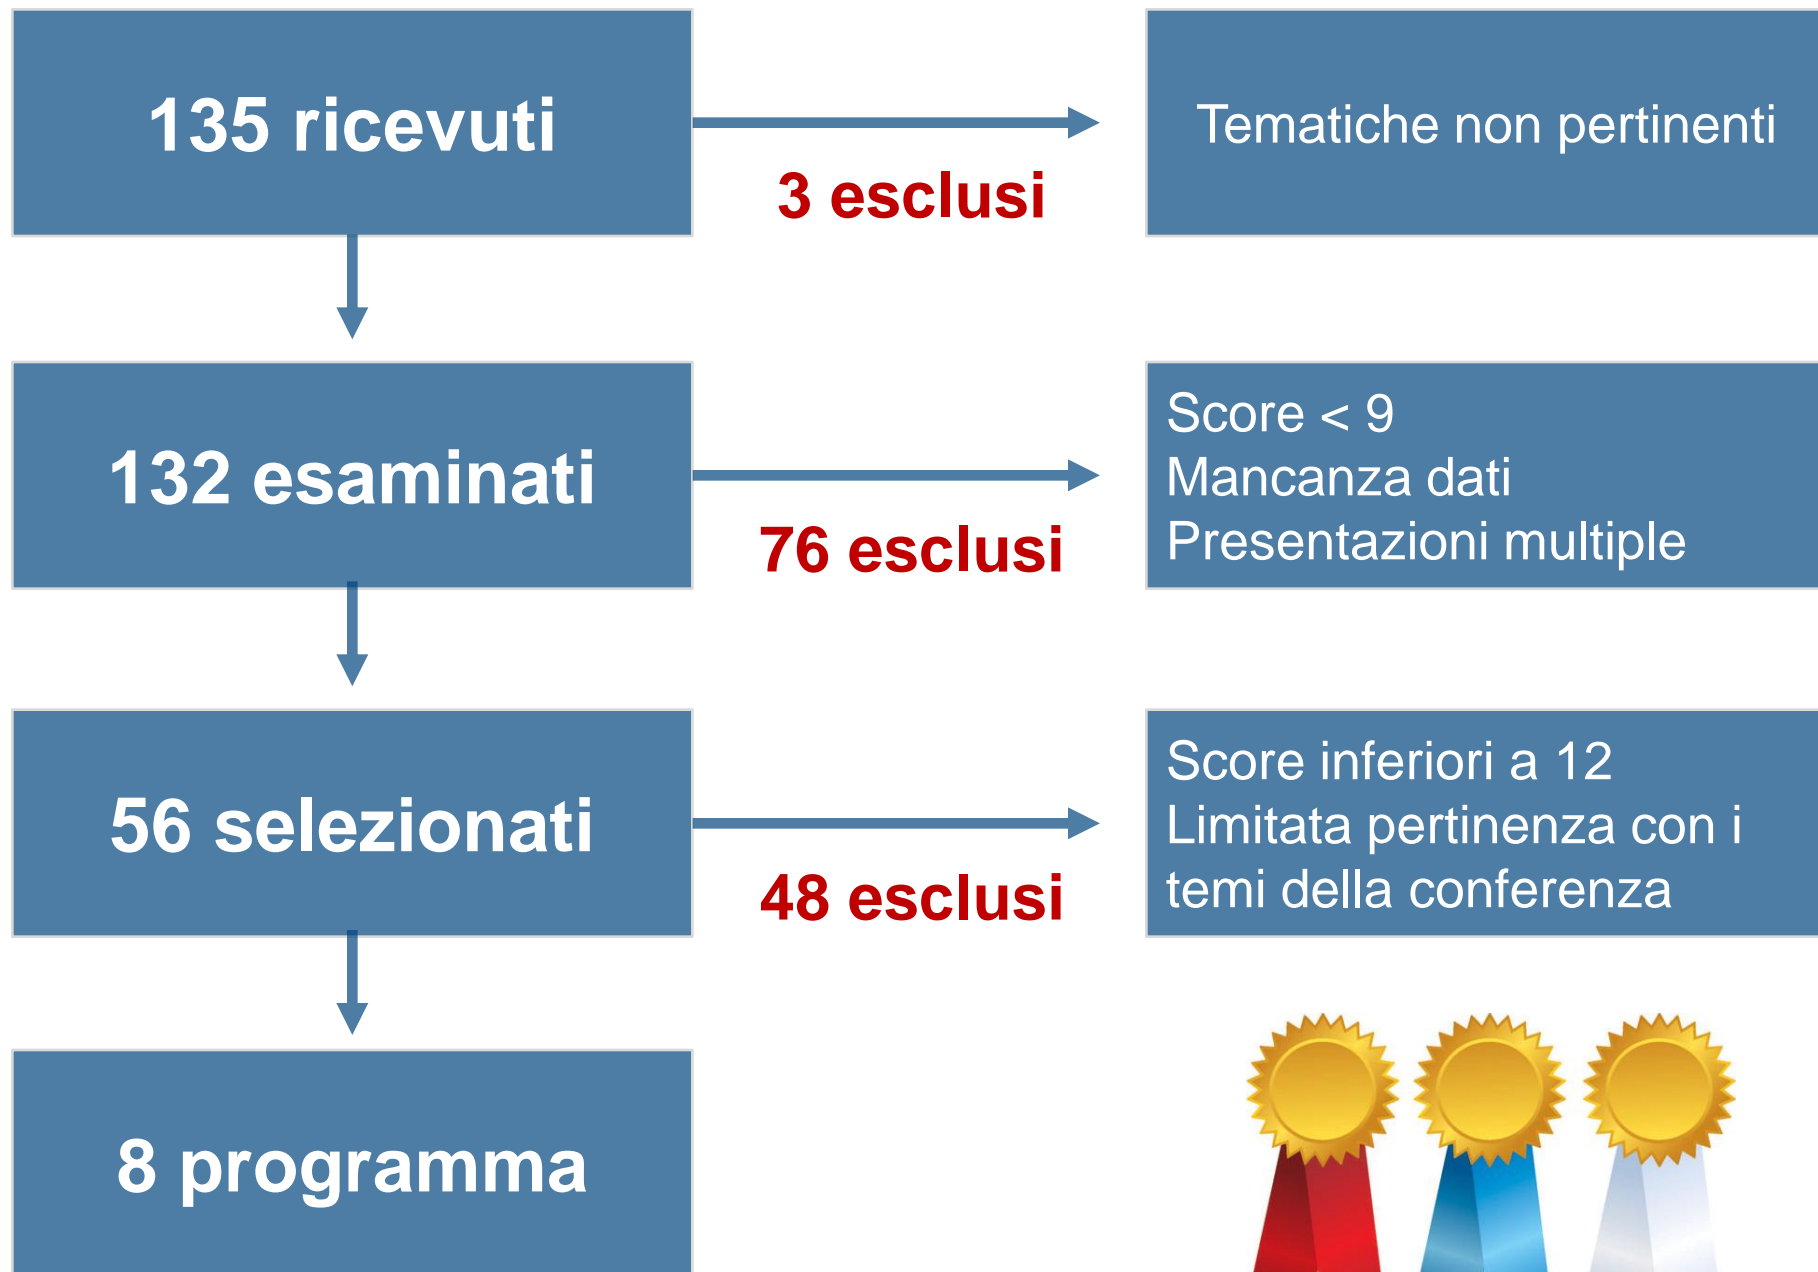 135 ricevuti
Tematiche non pertinenti
3 esclusi
132 esaminati
Score < 9
Mancanza dati
Presentazioni multiple
76 esclusi
56 selezionati
Score inferiori a 12
Limitata pertinenza con i
temi della conferenza
48 esclusi
8 programma